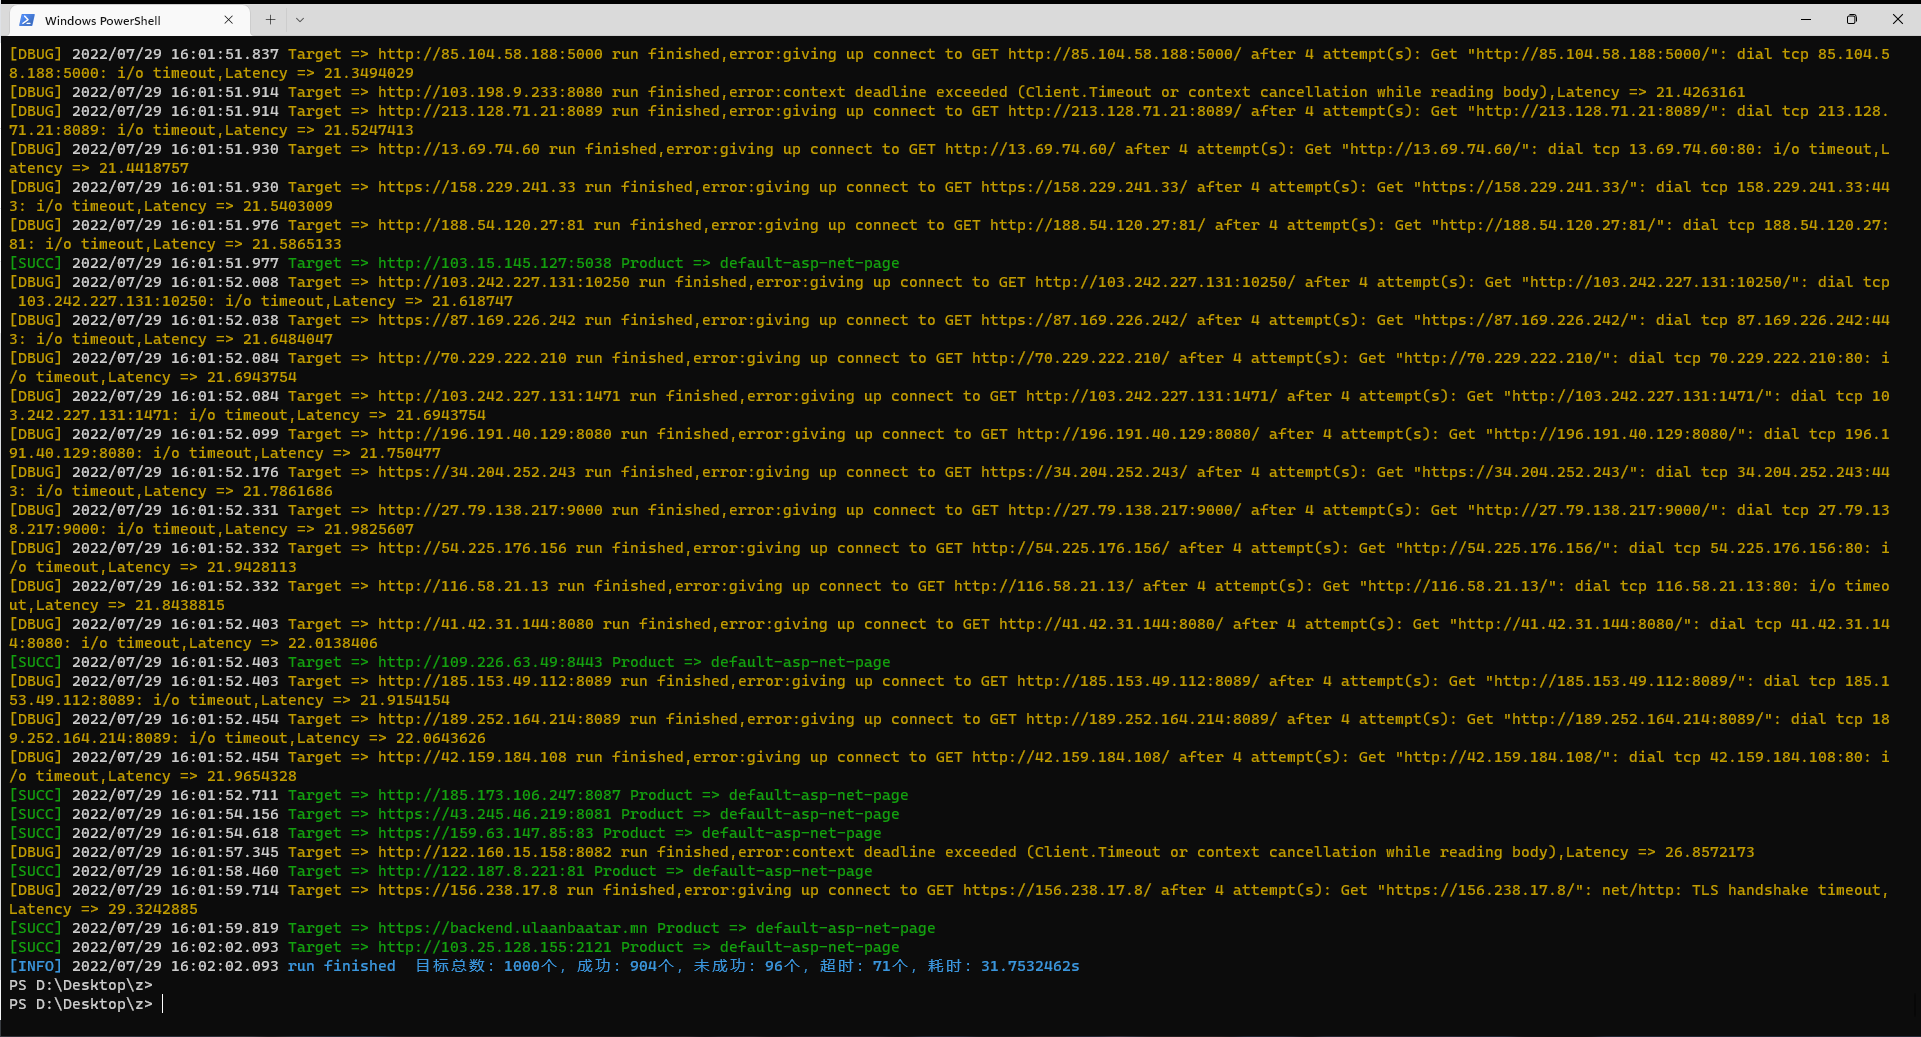 Windows PowerShell
[DBUG] 2022/07/29 16:01:51.837 Target => http://85.104.58.188:5000 run finished,error:giving up connect to GET http://85.104.58.188:5000/ after 4 attempt(s): Get "http://85.104.58.188:5000/": dial tcp 85.104.5
8.188:5000: i/o timeout,Latency => 21.3494029
[DBUG] 2022/07/29 16:01:51.914 Target => http://103.198.9.233:8080 run finished,error:context deadline exceeded (Client.Timeout or context cancellation while reading body),Latency => 21.4263161
[DBUG] 2022/07/29 16:01:51.914 Target => http://213.128.71.21:8089 run finished,error:giving up connect to GET http://213.128.71.21:8089/ after 4 attempt(s): Get "http://213.128.71.21:8089/": dial tcp 213.128.
71.21:8089: i/o timeout,Latency => 21.5247413
[DBUG] 2022/07/29 16:01:51.930 Target => http://13.69.74.60 run finished,error:giving up connect to GET http://13.69.74.60/ after 4 attempt(s): Get "http://13.69.74.60/": dial tcp 13.69.74.60:80: i/o timeout,L
atency => 21.4418757
[DBUG] 2022/07/29 16:01:51.930 Target => https://158.229.241.33 run finished,error:giving up connect to GET https://158.229.241.33/ after 4 attempt(s): Get "https://158.229.241.33/": dial tcp 158.229.241.33:44
3: i/o timeout,Latency => 21.5403009
[DBUG] 2022/07/29 16:01:51.976 Target => http://188.54.120.27:81 run finished,error:giving up connect to GET http://188.54.120.27:81/ after 4 attempt(s): Get "http://188.54.120.27:81/": dial tcp 188.54.120.27:
81: i/o timeout,Latency => 21.5865133
[SUCC] 2022/07/29 16:01:51.977 Target => http://103.15.145.127:5038 Product => default-asp-net-page
[DBUG] 2022/07/29 16:01:52.008 Target => http://103.242.227.131:10250 run finished,error:giving up connect to GET http://103.242.227.131:10250/ after 4 attempt(s): Get "http://103.242.227.131:10250/": dial tcp
 103.242.227.131:10250: i/o timeout,Latency => 21.618747
[DBUG] 2022/07/29 16:01:52.038 Target => https://87.169.226.242 run finished,error:giving up connect to GET https://87.169.226.242/ after 4 attempt(s): Get "https://87.169.226.242/": dial tcp 87.169.226.242:44
3: i/o timeout,Latency => 21.6484047
[DBUG] 2022/07/29 16:01:52.084 Target => http://70.229.222.210 run finished,error:giving up connect to GET http://70.229.222.210/ after 4 attempt(s): Get "http://70.229.222.210/": dial tcp 70.229.222.210:80: i
/o timeout,Latency => 21.6943754
[DBUG] 2022/07/29 16:01:52.084 Target => http://103.242.227.131:1471 run finished,error:giving up connect to GET http://103.242.227.131:1471/ after 4 attempt(s): Get "http://103.242.227.131:1471/": dial tcp 10
3.242.227.131:1471: i/o timeout,Latency => 21.6943754
[DBUG] 2022/07/29 16:01:52.099 Target => http://196.191.40.129:8080 run finished,error:giving up connect to GET http://196.191.40.129:8080/ after 4 attempt(s): Get "http://196.191.40.129:8080/": dial tcp 196.1
91.40.129:8080: i/o timeout,Latency => 21.750477
[DBUG] 2022/07/29 16:01:52.176 Target => https://34.204.252.243 run finished,error:giving up connect to GET https://34.204.252.243/ after 4 attempt(s): Get "https://34.204.252.243/": dial tcp 34.204.252.243:44
3: i/o timeout,Latency => 21.7861686
[DBUG] 2022/07/29 16:01:52.331 Target => http://27.79.138.217:9000 run finished,error:giving up connect to GET http://27.79.138.217:9000/ after 4 attempt(s): Get "http://27.79.138.217:9000/": dial tcp 27.79.13
8.217:9000: i/o timeout,Latency => 21.9825607
[DBUG] 2022/07/29 16:01:52.332 Target => http://54.225.176.156 run finished,error:giving up connect to GET http://54.225.176.156/ after 4 attempt(s): Get "http://54.225.176.156/": dial tcp 54.225.176.156:80: i
/o timeout,Latency => 21.9428113
[DBUG] 2022/07/29 16:01:52.332 Target => http://116.58.21.13 run finished,error:giving up connect to GET http://116.58.21.13/ after 4 attempt(s): Get "http://116.58.21.13/": dial tcp 116.58.21.13:80: i/o timeo
ut,Latency => 21.8438815
[DBUG] 2022/07/29 16:01:52.403 Target => http://41.42.31.144:8080 run finished,error:giving up connect to GET http://41.42.31.144:8080/ after 4 attempt(s): Get "http://41.42.31.144:8080/": dial tcp 41.42.31.14
4:8080: i/o timeout,Latency => 22.0138406
[SUCC] 2022/07/29 16:01:52.403 Target => http://109.226.63.49:8443 Product => default-asp-net-page
[DBUG] 2022/07/29 16:01:52.403 Target => http://185.153.49.112:8089 run finished,error:giving up connect to GET http://185.153.49.112:8089/ after 4 attempt(s): Get "http://185.153.49.112:8089/": dial tcp 185.1
53.49.112:8089: i/o timeout,Latency => 21.9154154
[DBUG] 2022/07/29 16:01:52.454 Target => http://189.252.164.214:8089 run finished,error:giving up connect to GET http://189.252.164.214:8089/ after 4 attempt(s): Get "http://189.252.164.214:8089/": dial tcp 18
9.252.164.214:8089: i/o timeout,Latency => 22.0643626
[DBUG] 2022/07/29 16:01:52.454 Target => http://42.159.184.108 run finished,error:giving up connect to GET http://42.159.184.108/ after 4 attempt(s): Get "http://42.159.184.108/": dial tcp 42.159.184.108:80: i
/o timeout,Latency => 21.9654328
[SUCC] 2022/07/29 16:01:52.711 Target => http://185.173.106.247:8087 Product => default-asp-net-page
[SUCC] 2022/07/29 16:01:54.156 Target => https://43.245.46.219:8081 Product => default-asp-net-page
[SUCC] 2022/07/29 16:01:54.618 Target => https://159.63.147.85:83 Product => default-asp-net-page
[DBUG] 2022/07/29 16:01:57.345 Target => http://122.160.15.158:8082 run finished,error:context deadline exceeded (Client.Timeout or context cancellation while reading body),Latency => 26.8572173
[SUCC] 2022/07/29 16:01:58.460 Target => http://122.187.8.221:81 Product => default-asp-net-page
[DBUG] 2022/07/29 16:01:59.714 Target => https://156.238.17.8 run finished,error:giving up connect to GET https://156.238.17.8/ after 4 attempt(s): Get "https://156.238.17.8/": net/http: TLS handshake timeout,
Latency => 29.3242885
[SUCC] 2022/07/29 16:01:59.819 Target => https://backend.ulaanbaatar.mn Product => default-asp-net-page
[SUCC] 2022/07/29 16:02:02.093 Target => http://103.25.128.155:2121 Product => default-asp-net-page
[INFO] 2022/07/29 16:02:02.093 run finished  目标总数: 1000个, 成功: 904个, 未成功: 96个, 超时: 71个, 耗时: 31.7532462s
PS D:\Desktop\z>
PS D:\Desktop\z>